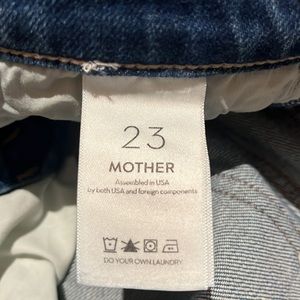 23
MOTHER
Assembled in USA
by both USA and foreign components
DO YOUR OWN LAUNDRY